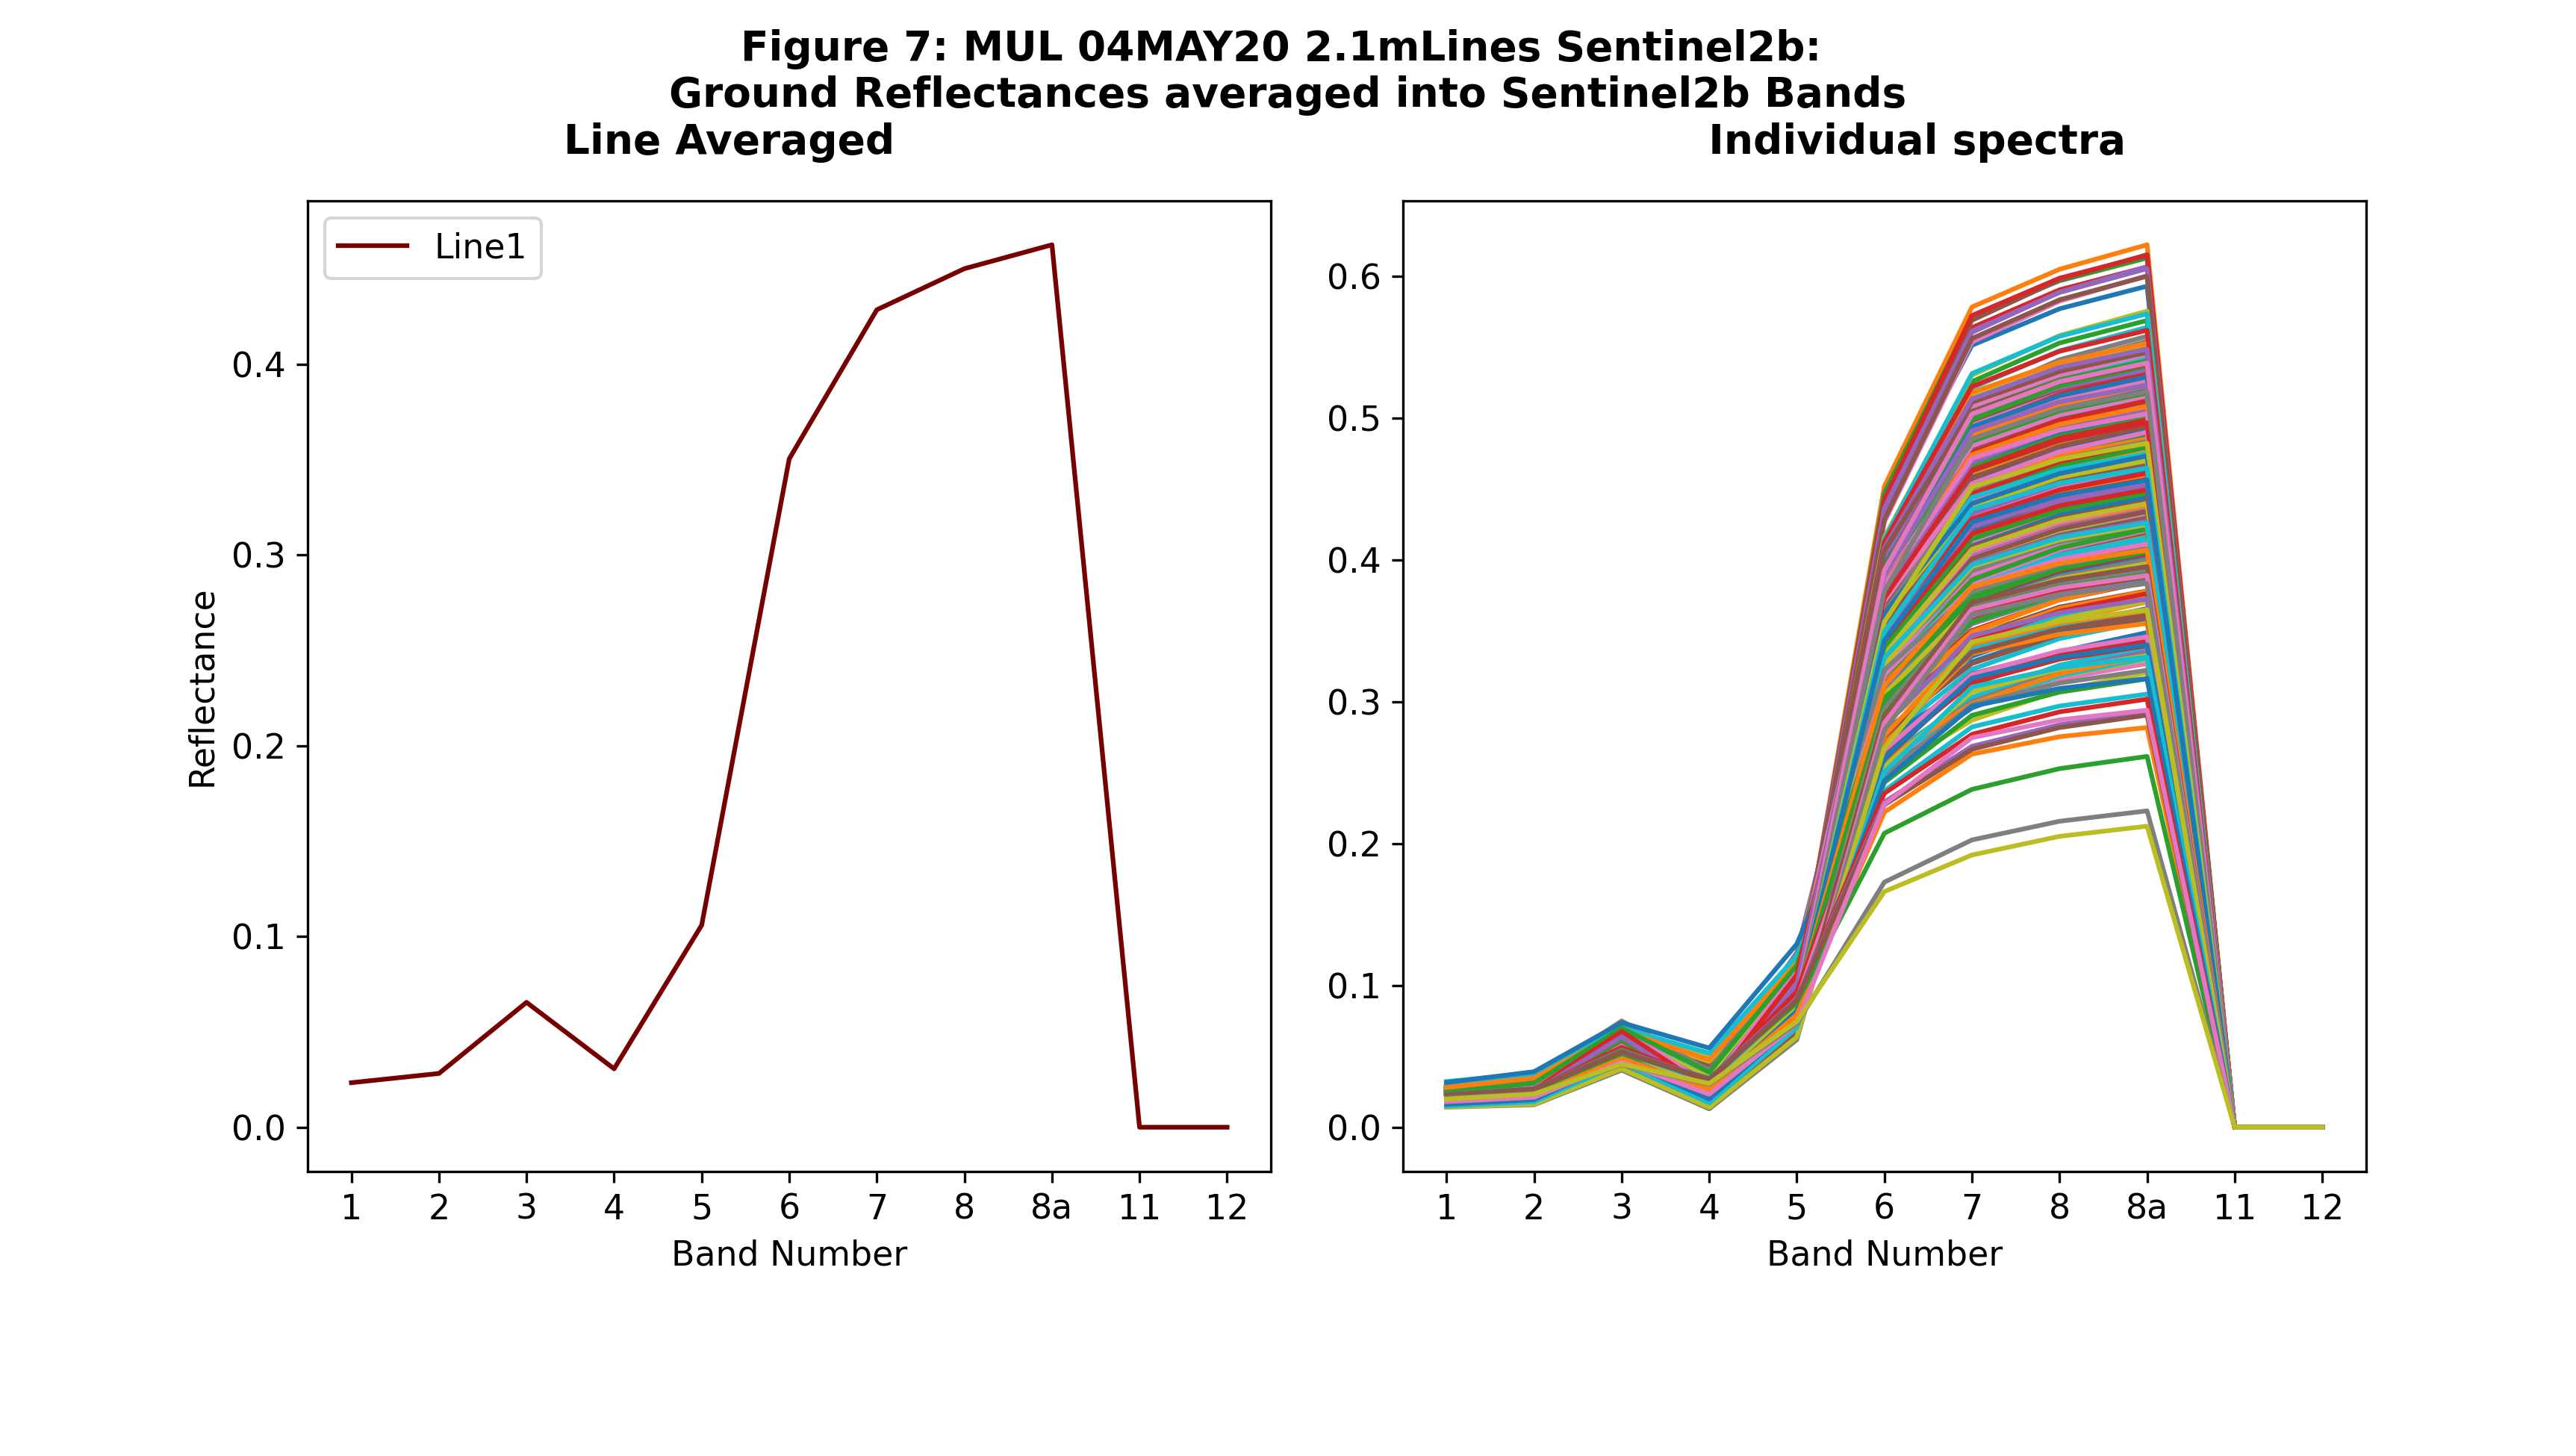 Figure 7: MUL 04MAY20 2.1mLines Sentinel2b:
Ground Reflectances averaged into Sentinel2b Bands
Line Averaged Individual spectra
Line1
Reflectance
0.4
0.3
0.2
0.1
0.0
1 2 3 4 5 6 7 8 8a 11 12
Band Number
0.6
0.5
0.4
0.3
0.2
0.1
0.0
1 2 3 4 5 6 7 8 8a 11 12
Band Number